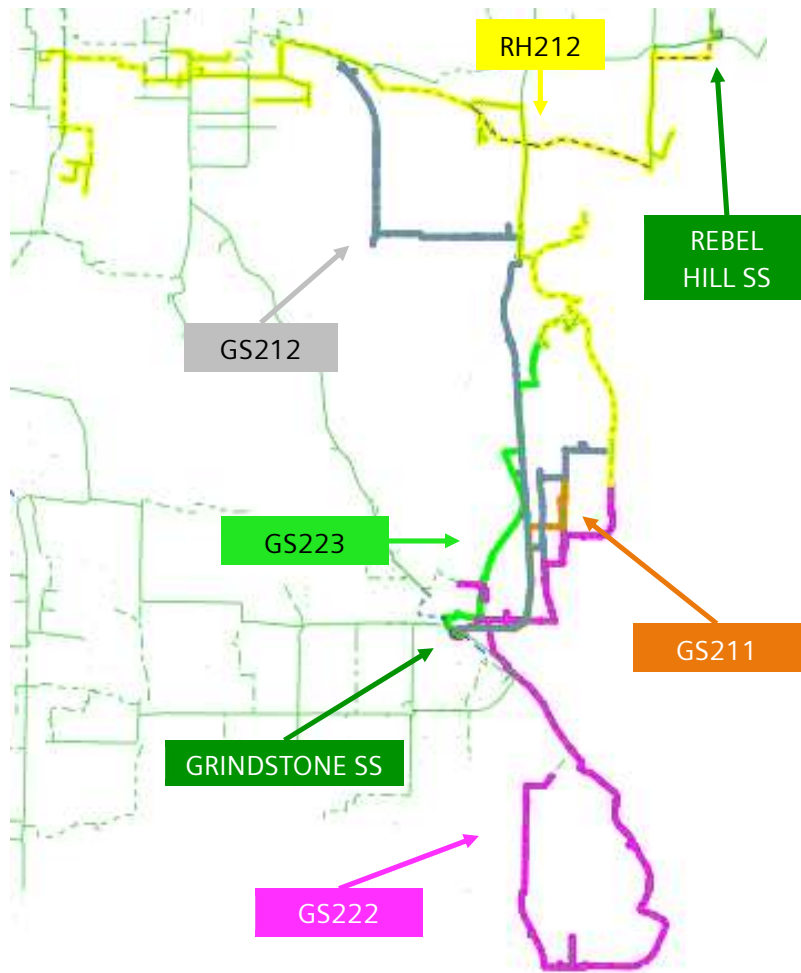 RH212
REBEL
HILL SS
GS212
GS223
GS211
GRINDSTONE SS
GS222